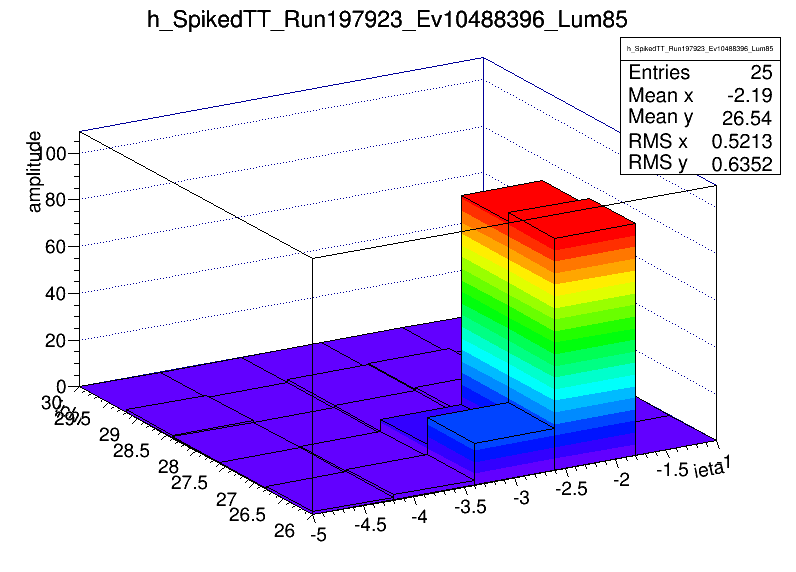 h_SpikedTT_Run197923_Ev10488396_Lum85
h_SpikedTT_Run197923_Ev10488396_Lum85
Entries 25
Mean x -2.19
Mean y 26.54
RMS x 0.5213
RMS y 0.6352
amplitude
00
80
60
40
20
0
30
29.5
29
28.5
28
27.5
27
26.5
26
-5
-4.5
-4
-3.5
-3
-2.5
-2
-1.5
ieta